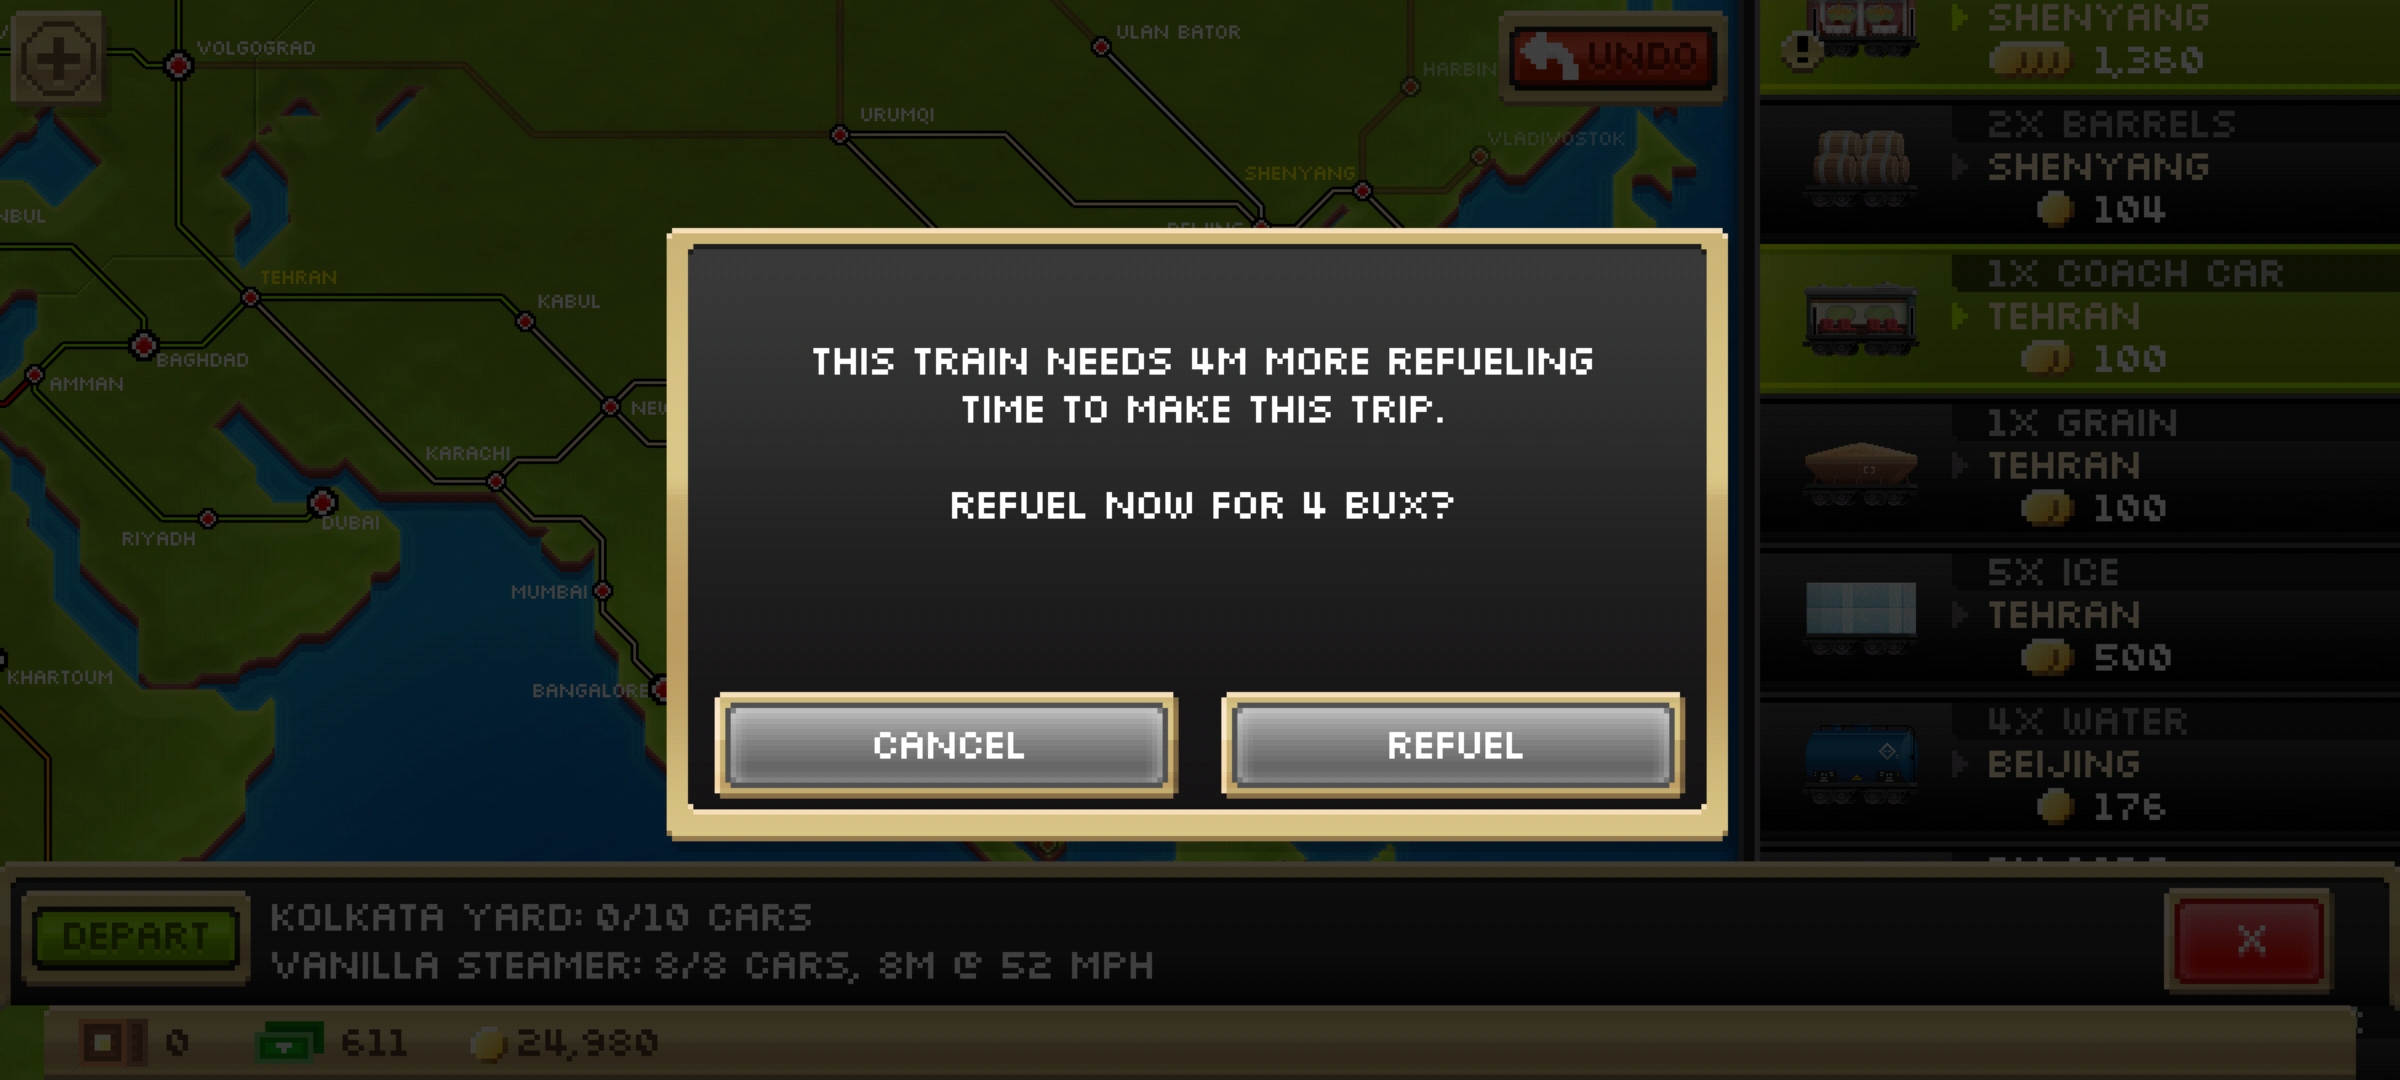 VOLGOGRAD
ULAN BATOR
UNDO
HARBIN
URUMQI
VLADIVOSTOK
SHENYANG
NBUL
TEHRAN
KABUL
BAGHDAD
AMMAN
NEW
KARACHI
DUBAI
RIYADH
MUMBAI
KHARTOUM
BANGALORE
THIS TRAIN NEEDS 4M MORE REFUELING
TIME TO MAKE THIS TRIP.
REFUEL NOW FOR 4 BUX?
CANCEL
REFUEL
SHENYANG
1,360
2X BARRELS
SHENYANG
104
1X COACH CAR
TEHRAN
100
1X GRAIN
TEHRAN
100
5X ICE
TEHRAN
500
4X WATER
BEIJING
176
DEPART
KOLKATA YARD: 0/10 CARS
VANILLA STEAMER: 8/8 CARS, 8M @ 52 MPH
X
0
611
24,980